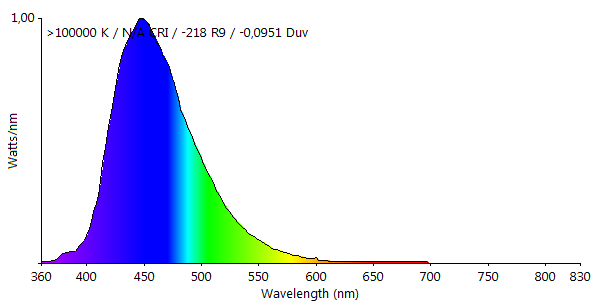 1,00
>100000 K / N/A CRI / -218 R9 / -0,0951 Duv
Watts/nm
360 400 450 500 550 600 650 700 750 800 830
Wavelength (nm)